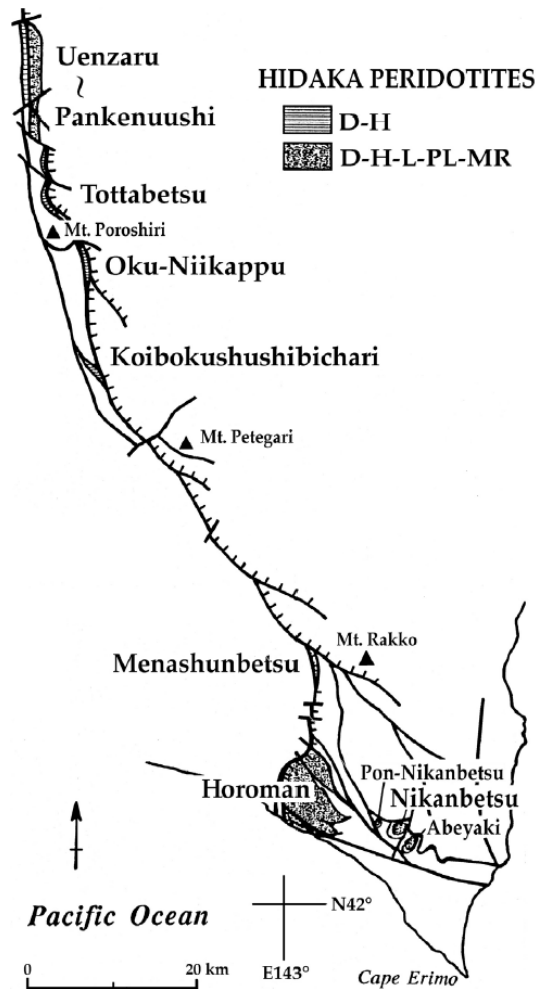 Uenzaru
~
Pankenuushi
HIDAKA PERIDOTITES
D-H
D-H-L-PL-MR
Tottabetsu
Mt. Poroshiri
Oku-Niikappu
Koibokushushibichari
Mt. Petegari
Mt. Rakko
Menashunbetsu
Horoman
Pon-Nikanbetsu
Nikanbetsu
Abeyaki
Pacific Ocean
N42°
E143°
0 20 km
Cape Erimo